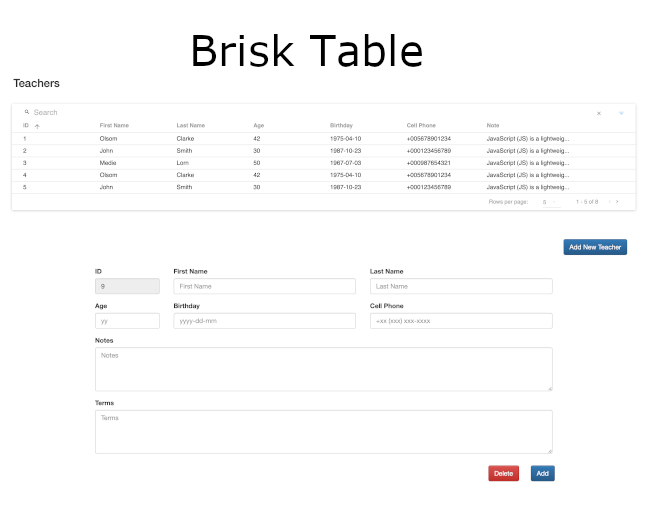 Brisk Table
Teachers
Search
ID First Name Last Name Age Birthday Cell Phone Note
1 Olsom Clarke 42 1975-04-10 +005678901234 JavaScript (JS) is a lightweig...
2 John Smith 30 1987-10-23 +000123456789 JavaScript (JS) is a lightweig...
3 Medie Lorn 50 1967-07-03 +000987654321 JavaScript (JS) is a lightweig...
4 Olsom Clarke 42 1975-04-10 +005678901234 JavaScript (JS) is a lightweig...
5 John Smith 30 1987-10-23 +000123456789 JavaScript (JS) is a lightweig...
Rows per page: 5 1 - 5 of 8
Add New Teacher
ID First Name Last Name
9 First Name Last Name
Age Birthday Cell Phone
yy yyyy-dd-mm +xx (xxx) xxx-xxxx
Notes
Notes
Terms
Terms
Delete Add